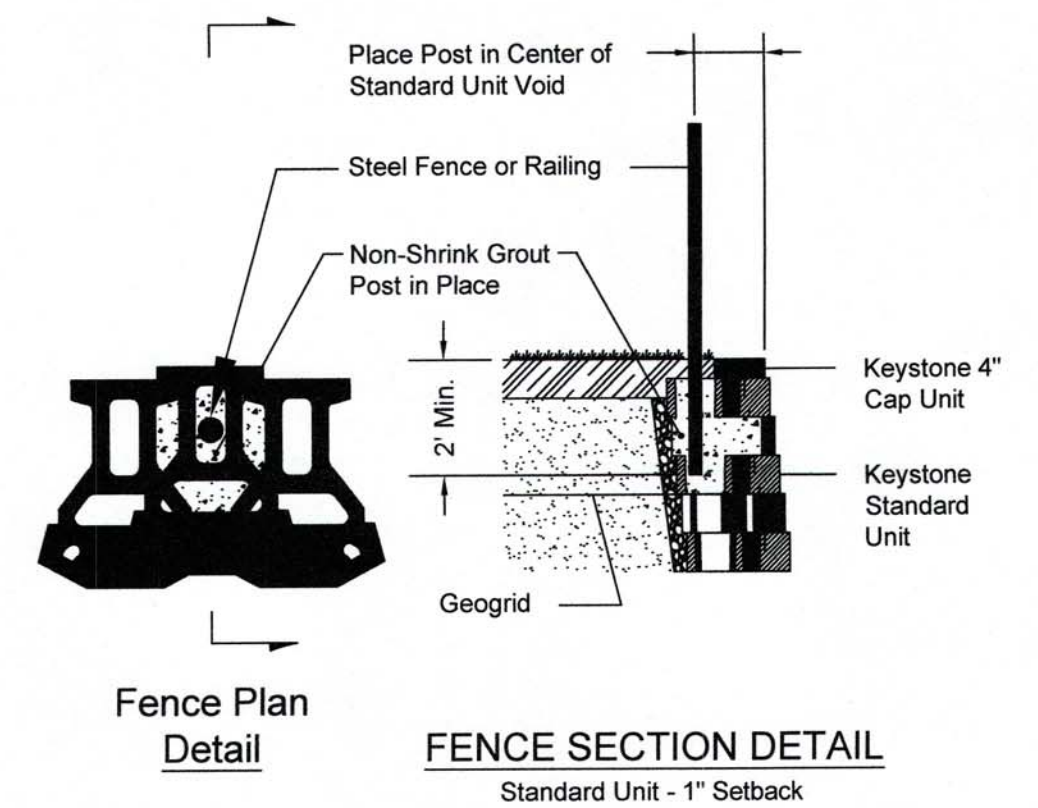 Place Post in Center of
Standard Unit Void
Steel Fence or Railing
Non-Shrink Grout
Post in Place
2' Min.
Keystone 4"
Cap Unit
Keystone
Standard
Unit
Geogrid
Fence Plan
Detail
FENCE SECTION DETAIL
Standard Unit - 1" Setback